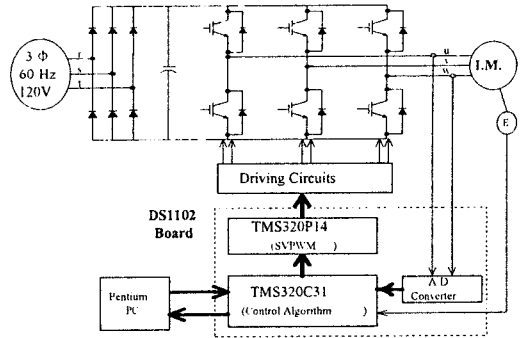 3 Φ
60 Hz
120V
r
s
t
u
v
w
I.M.
E
Driving Circuits
DS1102
Board
TMS320P14
(SVPWM )
TMS320C31
(Control Algorithm )
A D
Converter
Pentium
PC